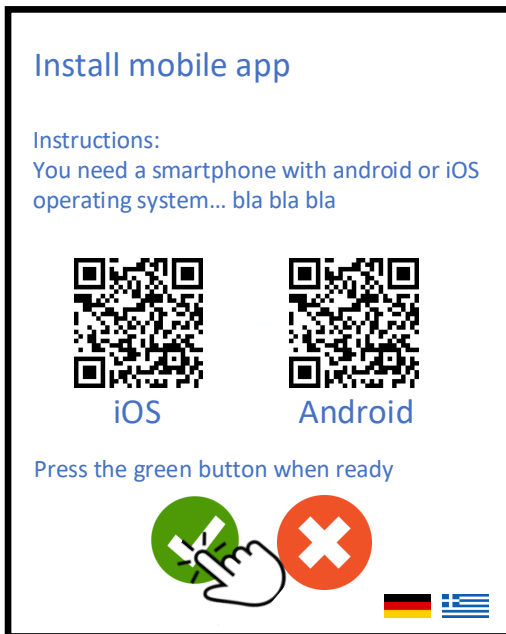 Install mobile app
Instructions:
You need a smartphone with android or iOS
operating system... bla bla bla
iOS Android
Press the green button when ready